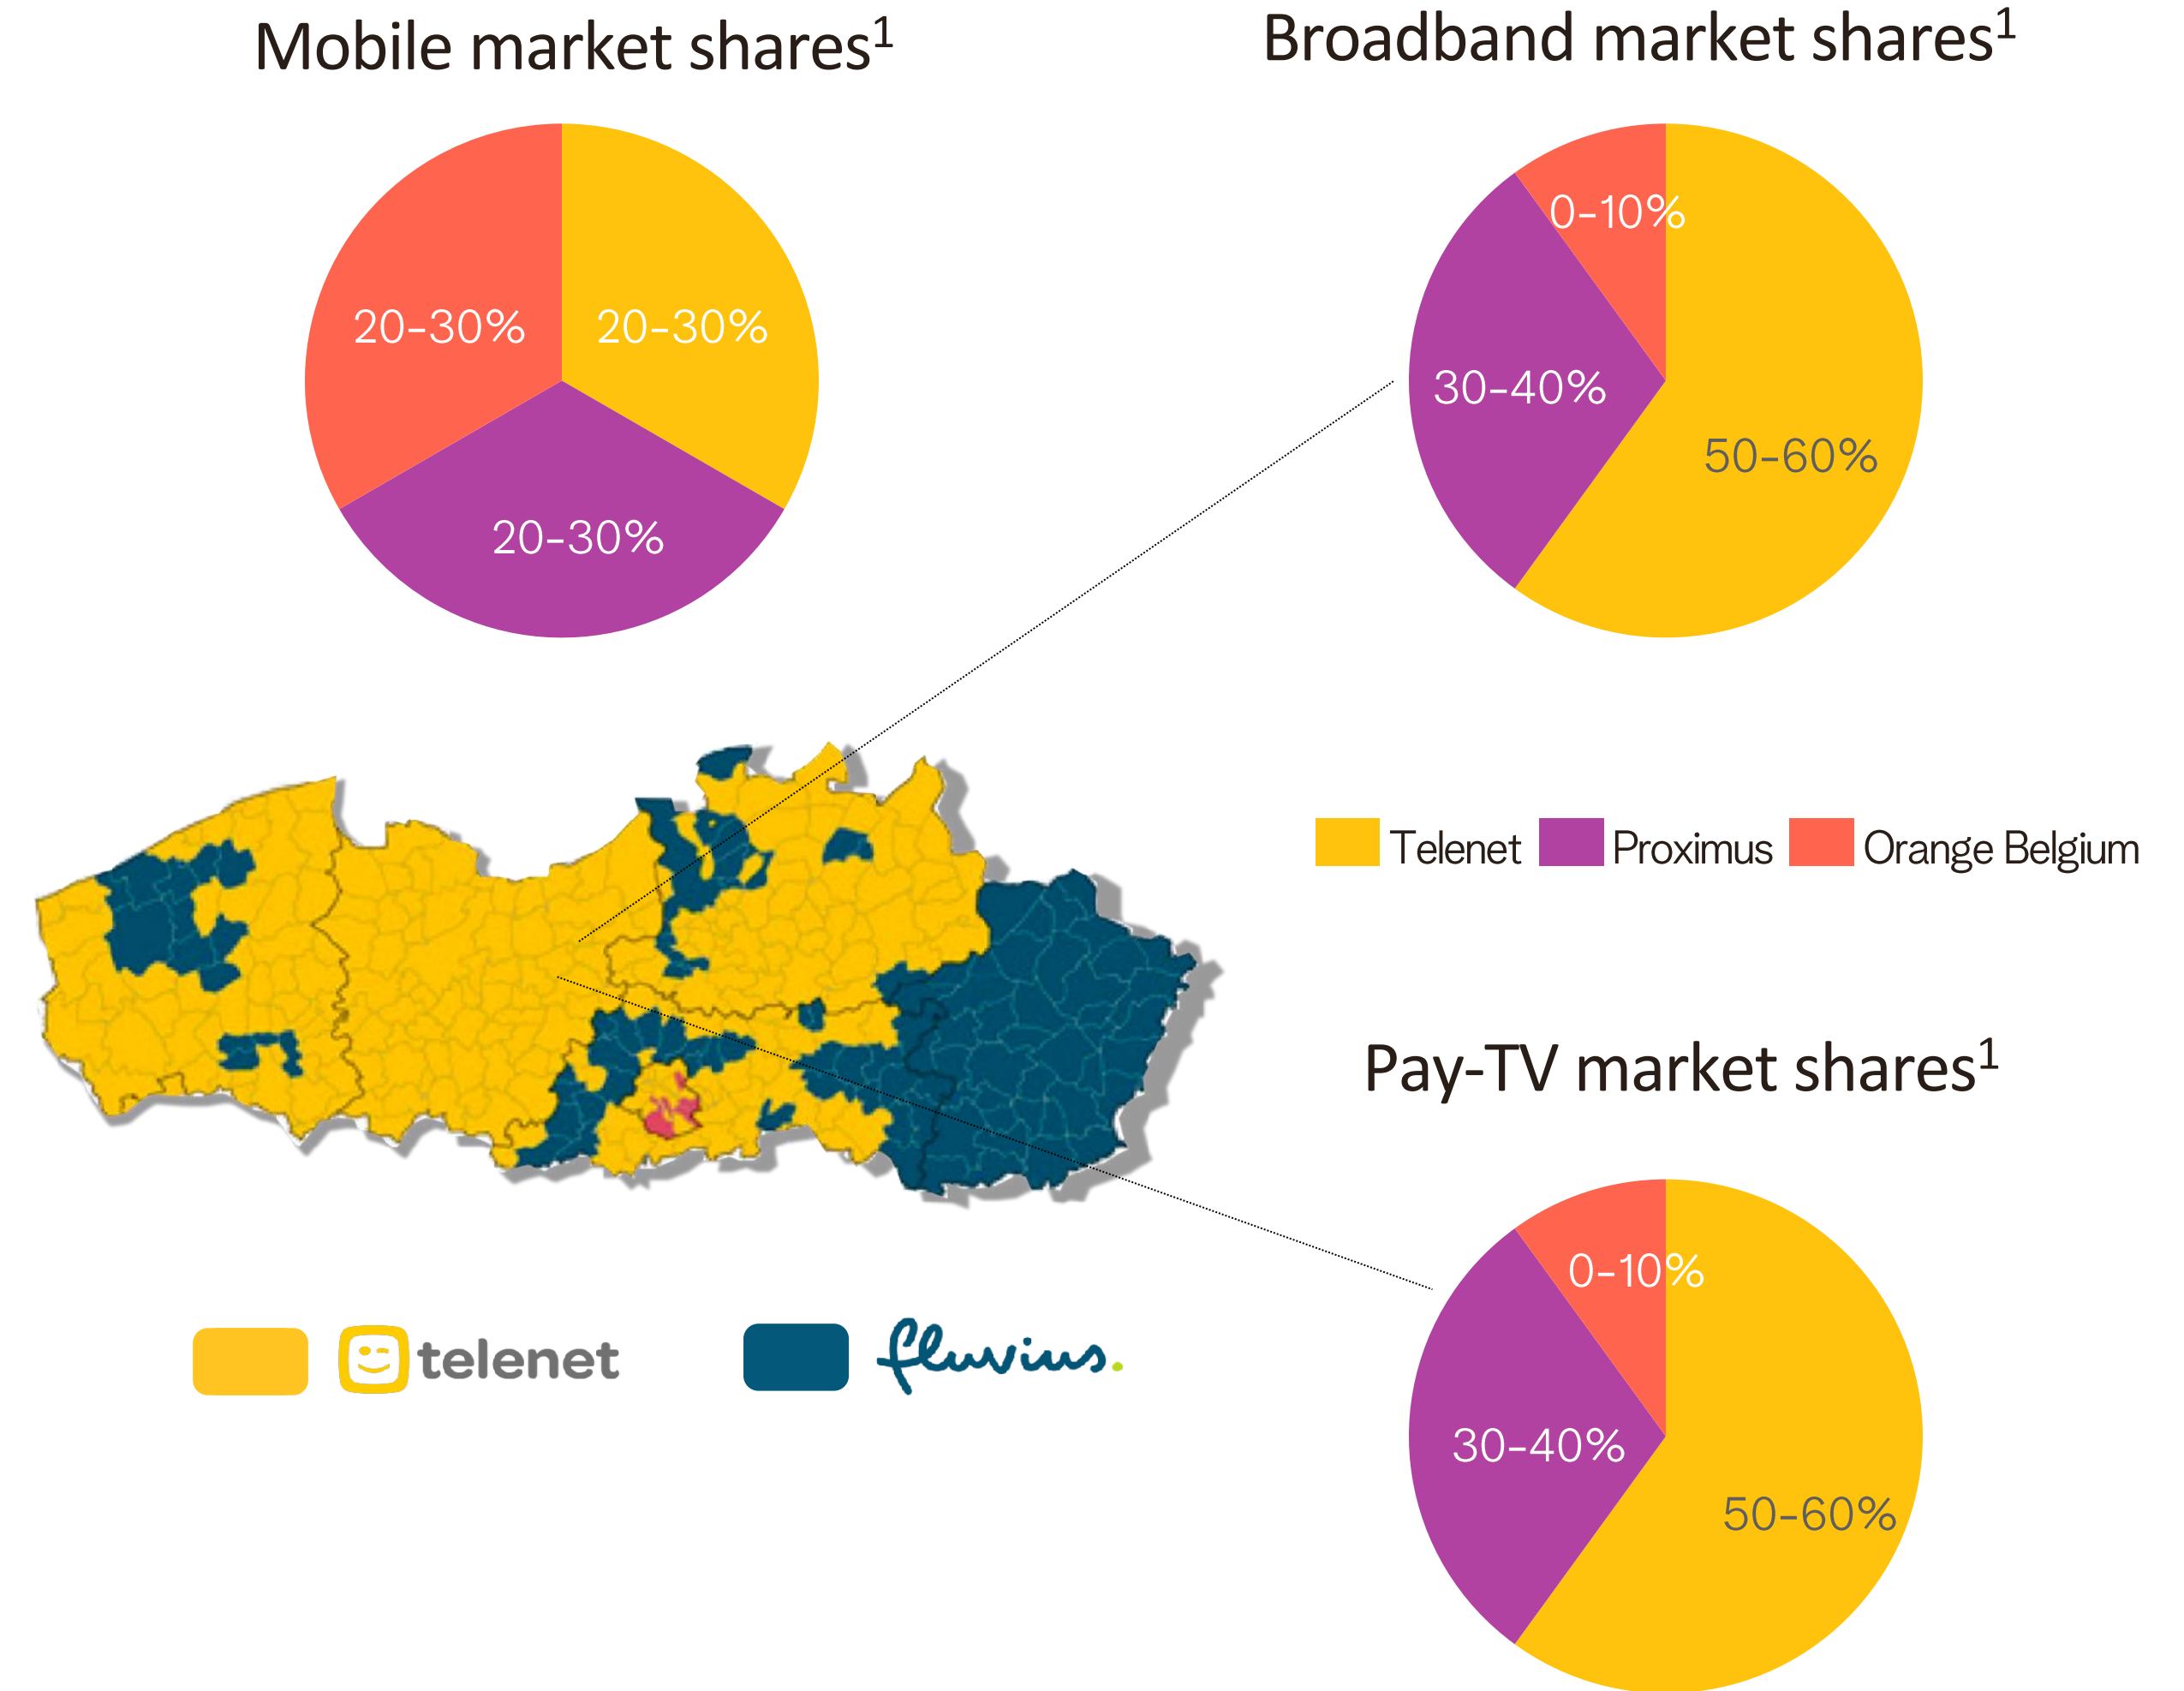 Mobile market shares1
Broadband market shares1
20-30%
20-30%
20-30%
0-10%
30-40%
50-60%
Telenet
Proximus
Orange Belgium
Pay-TV market shares1
0-10%
30-40%
50-60%
telenet
fluvius.